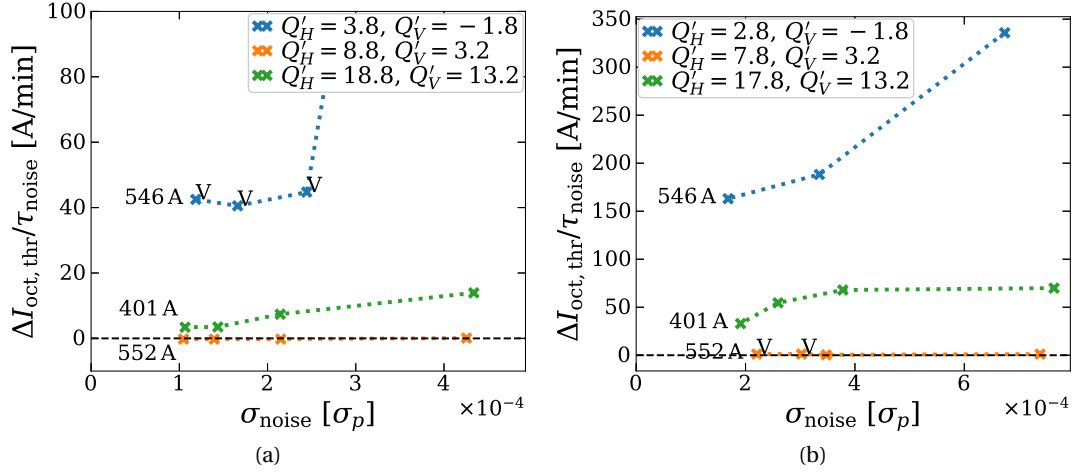 100
80
60
40
20
0
ΔI_oct, thr/τ_noise [A/min]
Q′_H = 3.8, Q′_V = −1.8
Q′_H = 8.8, Q′_V = 3.2
Q′_H = 18.8, Q′_V = 13.2
546 A
V
V
V
401 A
552 A
0 1 2 3 4
×10⁻⁴
σ_noise [σ_p]
(a)
350
300
250
200
150
100
50
0
ΔI_oct, thr/τ_noise [A/min]
Q′_H = 2.8, Q′_V = −1.8
Q′_H = 7.8, Q′_V = 3.2
Q′_H = 17.8, Q′_V = 13.2
546 A
401 A
552 A
V
V
0 2 4 6
×10⁻⁴
σ_noise [σ_p]
(b)